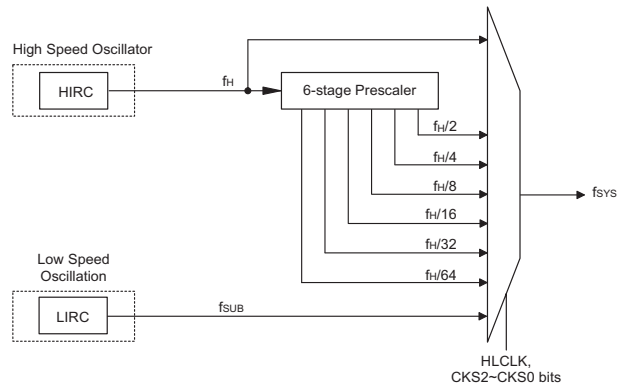 High Speed Oscillator
HIRC
fH
6-stage Prescaler
fH/2
fH/4
fH/8
fH/16
fH/32
fH/64
fSYS
Low Speed
Oscillation
LIRC
fSUB
HLCLK,
CKS2~CKS0 bits